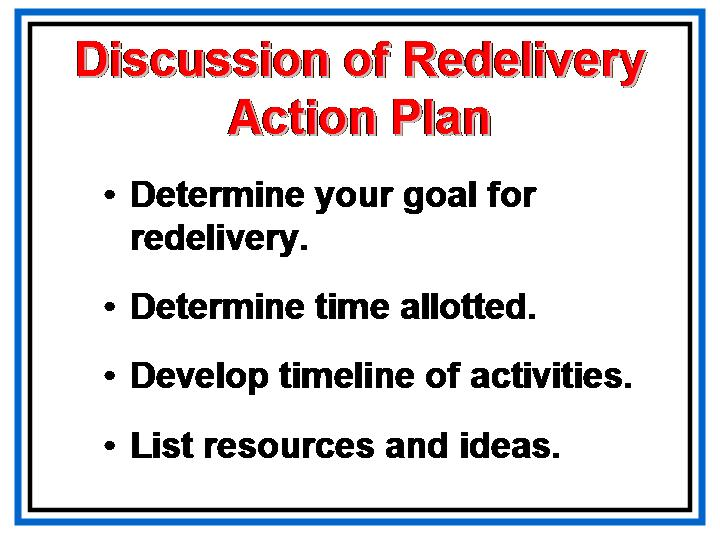 Discussion of Redelivery
Action Plan
• Determine your goal for
redelivery.
• Determine time allotted.
• Develop timeline of activities.
• List resources and ideas.